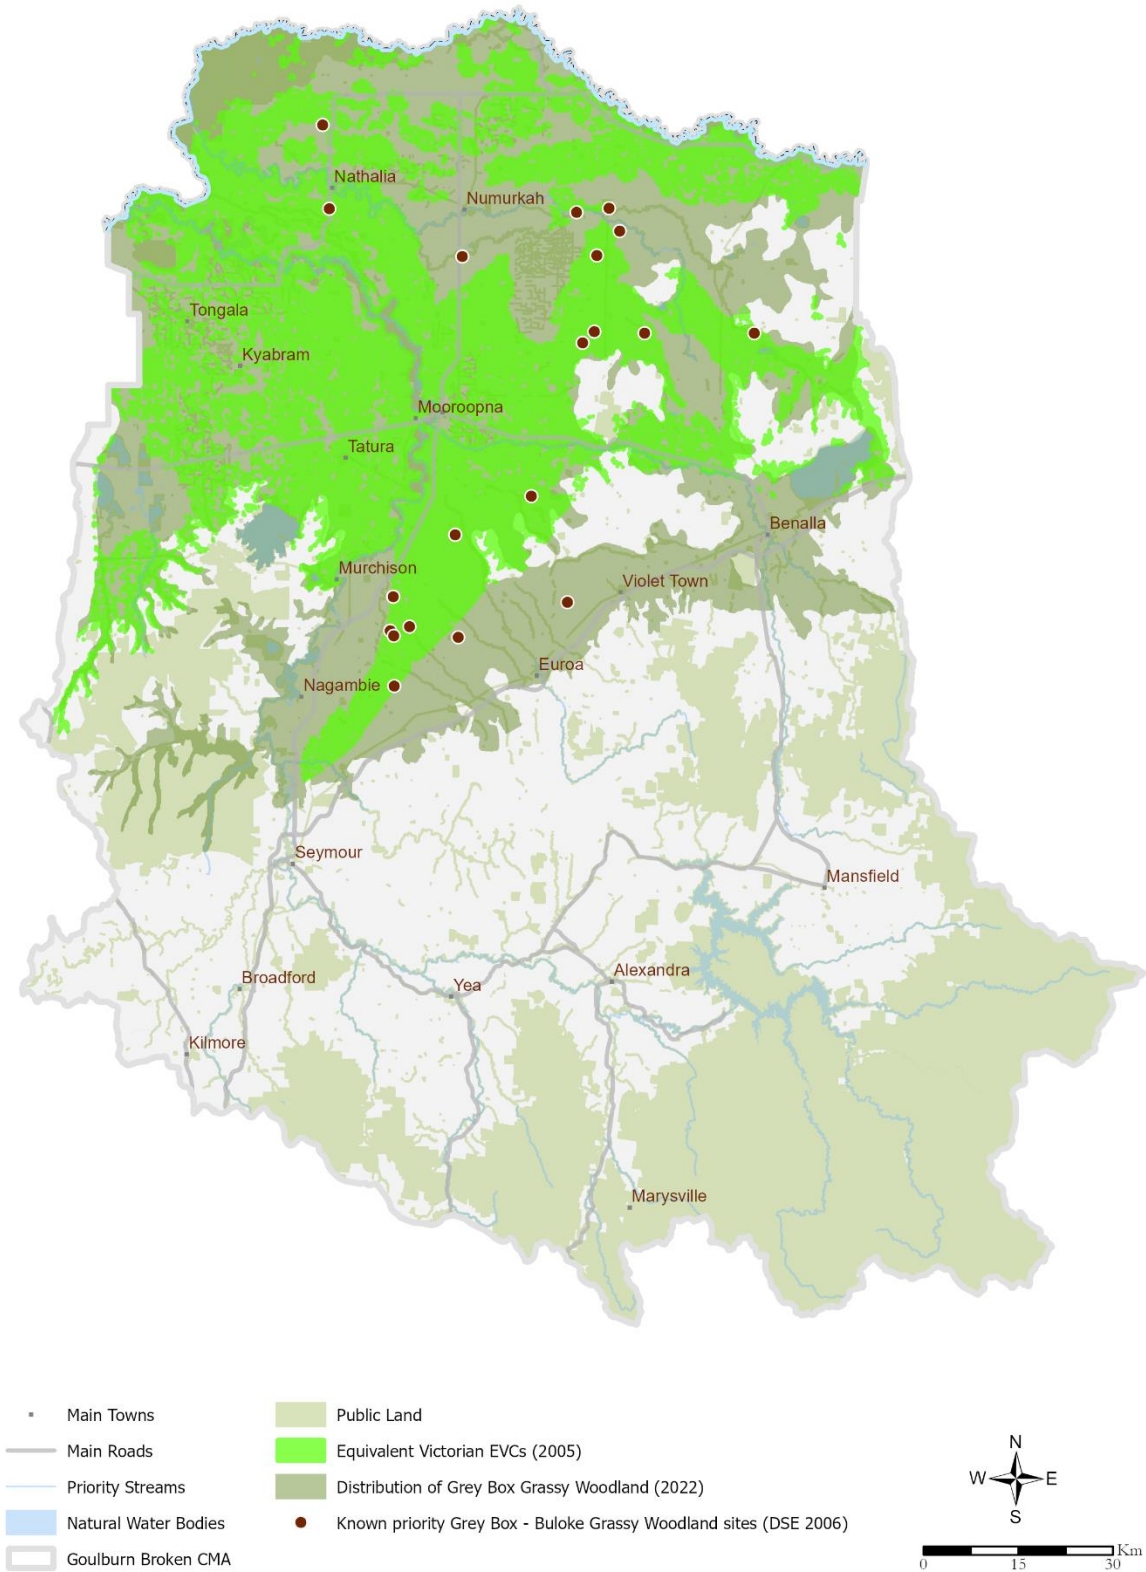 Nathalia
Numurkah
Tongala
Kyabram
Mooroopna
Tatura
Benalla
Murchison
Violet Town
Euroa
Nagambie
Seymour
Mansfield
Alexandra
Broadford
Yea
Kilmore
Marysville
Main Towns
Main Roads
Priority Streams
Natural Water Bodies
Goulburn Broken CMA
Public Land
Equivalent Victorian EVCs (2005)
Distribution of Grey Box Grassy Woodland (2022)
Known priority Grey Box - Buloke Grassy Woodland sites (DSE 2006)
N
W E
S
Km
0 15 30